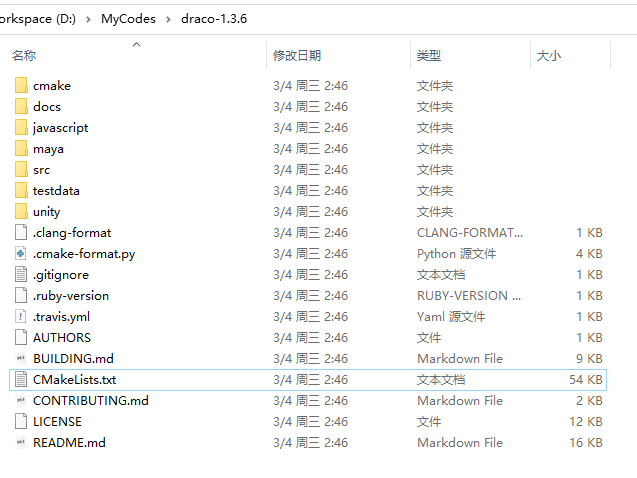 orkspace (D:) > MyCodes > draco-1.3.6
名称 修改日期 类型 大小
cmake 3/4 周三 2:46 文件夹
docs 3/4 周三 2:46 文件夹
javascript 3/4 周三 2:46 文件夹
maya 3/4 周三 2:46 文件夹
src 3/4 周三 2:46 文件夹
testdata 3/4 周三 2:46 文件夹
unity 3/4 周三 2:46 文件夹
.clang-format 3/4 周三 2:46 CLANG-FORMAT... 1 KB
.cmake-format.py 3/4 周三 2:46 Python 源文件 4 KB
.gitignore 3/4 周三 2:46 文本文档 1 KB
.ruby-version 3/4 周三 2:46 RUBY-VERSION ... 1 KB
.travis.yml 3/4 周三 2:46 Yaml 源文件 1 KB
AUTHORS 3/4 周三 2:46 文件 1 KB
BUILDING.md 3/4 周三 2:46 Markdown File 9 KB
CMakeLists.txt 3/4 周三 2:46 文本文档 54 KB
CONTRIBUTING.md 3/4 周三 2:46 Markdown File 2 KB
LICENSE 3/4 周三 2:46 文件 12 KB
README.md 3/4 周三 2:46 Markdown File 16 KB